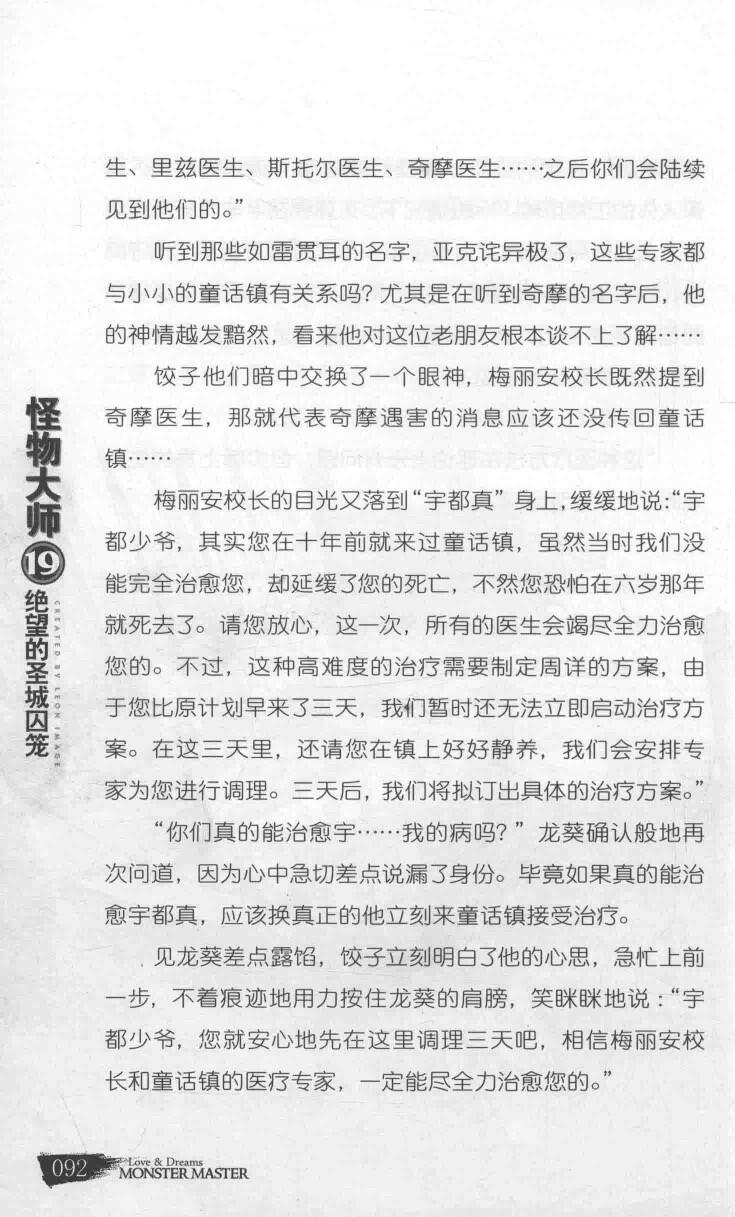 生、里兹医生、斯托尔医生、奇摩医生……之后你们会陆续
见到他们的。”
听到那些如雷贯耳的名字，亚克诧异极了，这些专家都
与小小的童话镇有关系吗？尤其是在听到奇摩的名字后，他
的神情越发黯然，看来他对这位老朋友根本谈不上了解……
饺子他们暗中交换了一个眼神，梅丽安校长既然提到
奇摩医生，那就代表奇摩遇害的消息应该还没传回童话
镇……
梅丽安校长的目光又落到“宇都真”身上，缓缓地说：“宇
都少爷，其实您在十年前就来过童话镇，虽然当时我们没
能完全治愈您，却延缓了您的死亡，不然您恐怕在六岁那年
就死去了。请您放心，这一次，所有的医生会竭尽全力治愈
您的。不过，这种高难度的治疗需要制定周详的方案，由
于您比原计划早来了三天，我们暂时还无法立即启动治疗方
案。在这三天里，还请您在镇上好好静养，我们会安排专
家为您进行调理。三天后，我们将拟订出具体的治疗方案。”
“你们真的能治愈宇……我的病吗？”龙葵确认般地再
次问道，因为心中急切差点说漏了身份。毕竟如果真的能治
愈宇都真，应该换真正的他立刻来童话镇接受治疗。
见龙葵差点露馅，饺子立刻明白了他的心思，急忙上前
一步，不着痕迹地用力按住龙葵的肩膀，笑眯眯地说：“宇
都少爷，您就安心地先在这里调理三天吧，相信梅丽安校
长和童话镇的医疗专家，一定能尽全力治愈您的。”
怪物大师
19
绝望的圣城囚笼
CREATED BY LEON IMAGE
092
Love & Dreams
MONSTER MASTER